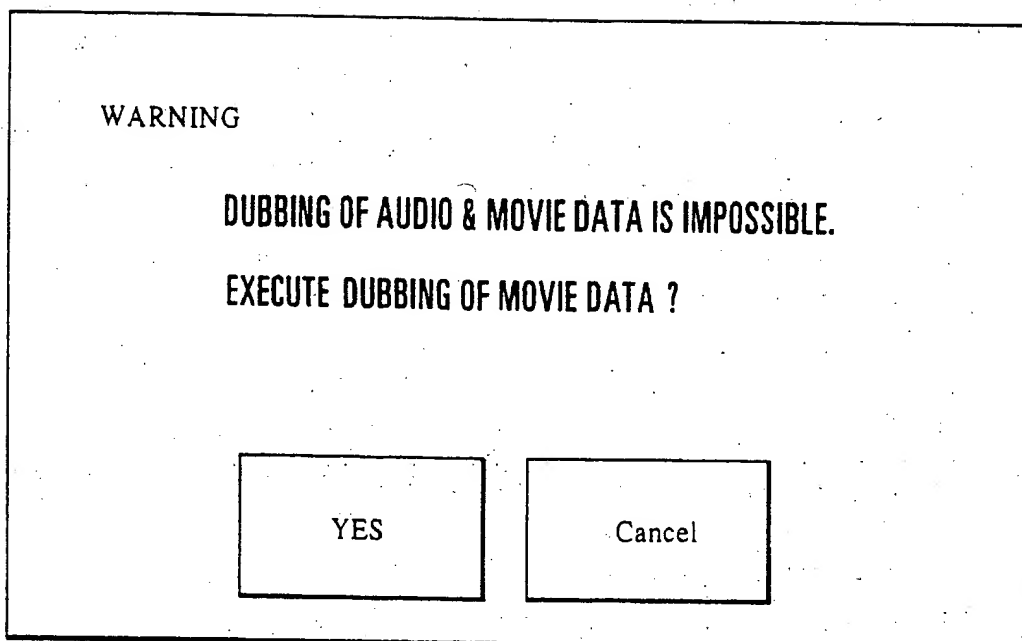 WARNING
DUBBING OF AUDIO & MOVIE DATA IS IMPOSSIBLE.
EXECUTE DUBBING OF MOVIE DATA ?
YES
Cancel